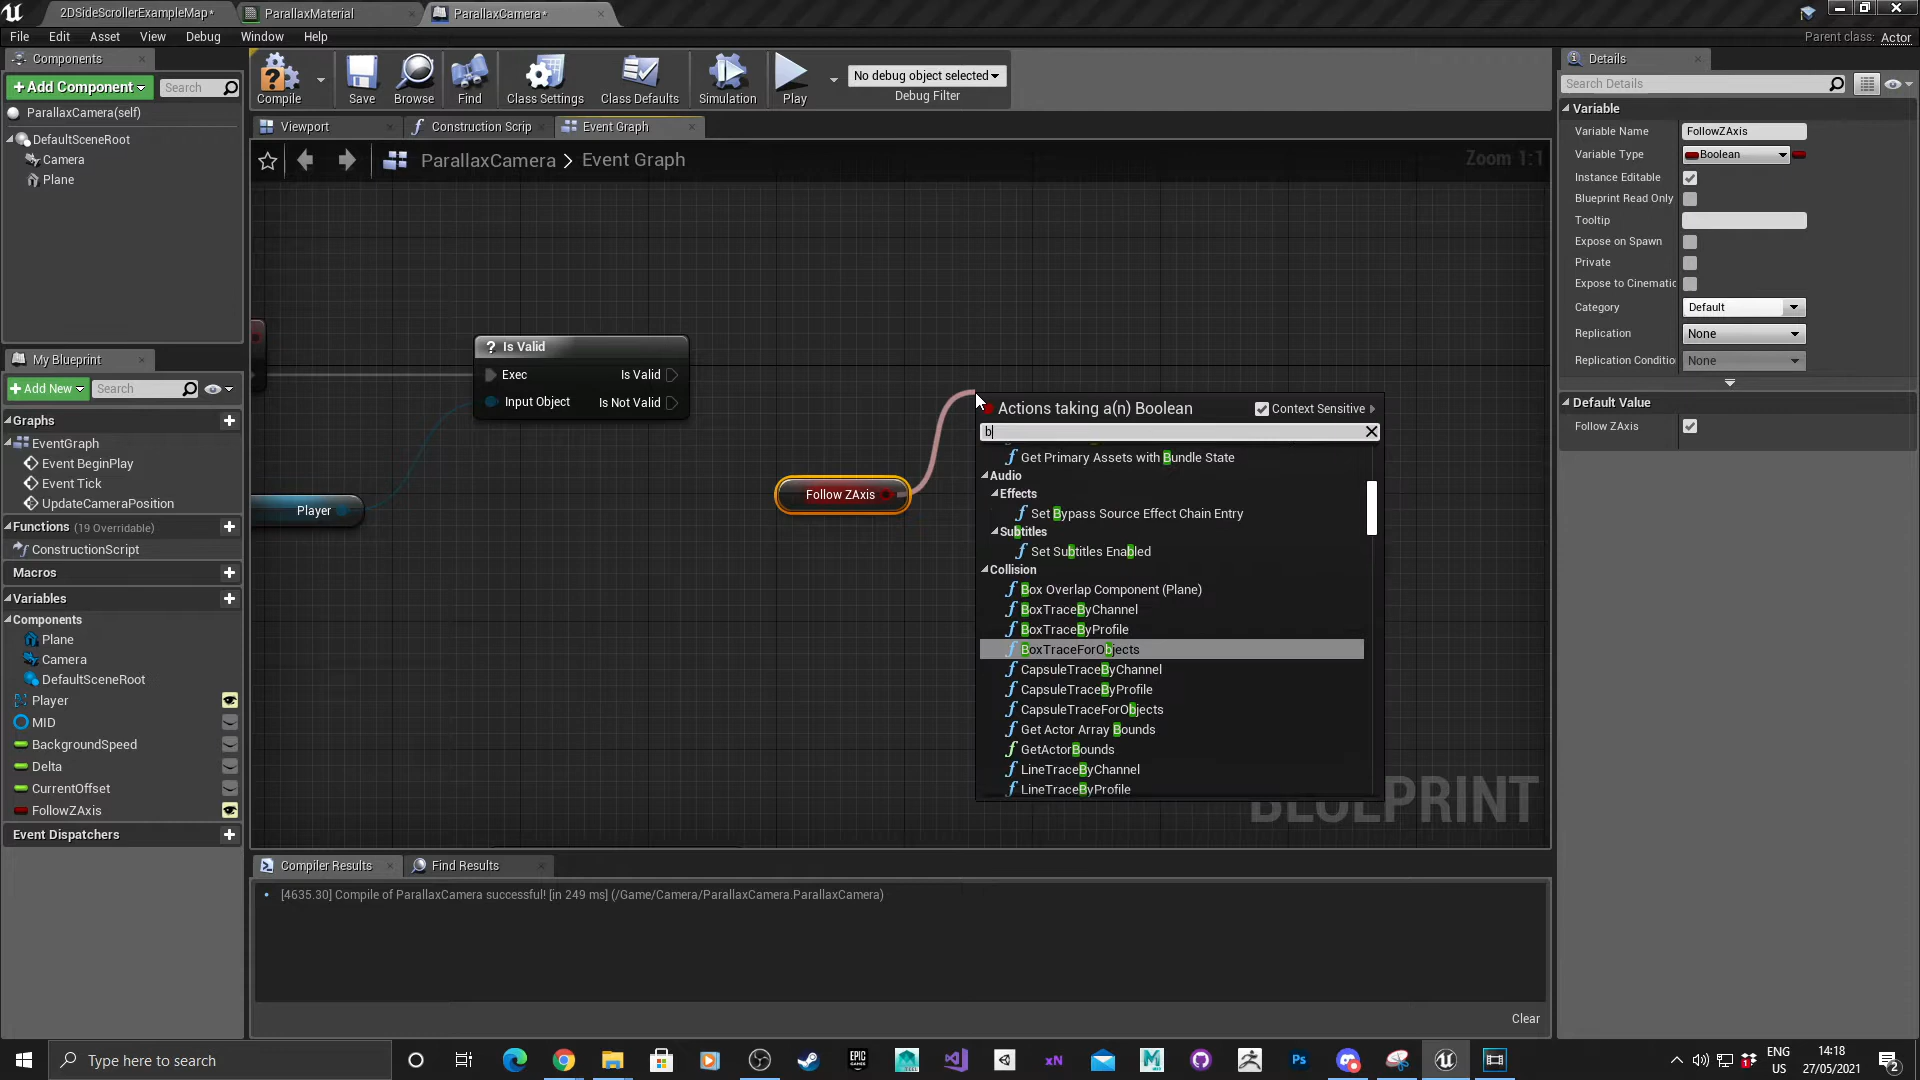 2DSideScrollerExampleMap*
ParallaxMaterial
ParallaxCamera*
File Edit Asset View Debug Window Help
Parent class: Actor
Components
+Add Component
Search
ParallaxCamera(self)
DefaultSceneRoot
Camera
Plane
Compile
Save
Browse
Find
Class Settings
Class Defaults
Simulation
Play
No debug object selected
Debug Filter
Viewport
Construction Scrip
Event Graph
ParallaxCamera > Event Graph
Zoom 1:1
? Is Valid
Exec
Is Valid
Input Object
Is Not Valid
Player
Follow ZAxis
Actions taking a(n) Boolean
Context Sensitive
b
Get Primary Assets with Bundle State
Audio
Effects
Set Bypass Source Effect Chain Entry
Subtitles
Set Subtitles Enabled
Collision
Box Overlap Component (Plane)
BoxTraceByChannel
BoxTraceByProfile
BoxTraceForObjects
CapsuleTraceByChannel
CapsuleTraceByProfile
CapsuleTraceForObjects
Get Actor Array Bounds
GetActorBounds
LineTraceByChannel
LineTraceByProfile
BLUEPRINT
My Blueprint
+Add New
Search
Graphs
EventGraph
Event BeginPlay
Event Tick
UpdateCameraPosition
Functions (19 Overridable)
ConstructionScript
Macros
Variables
Components
Plane
Camera
DefaultSceneRoot
Player
MID
BackgroundSpeed
Delta
CurrentOffset
FollowZAxis
Event Dispatchers
Compiler Results
Find Results
[4635.30] Compile of ParallaxCamera successful! [in 249 ms] (/Game/Camera/ParallaxCamera.ParallaxCamera)
Clear
Details
Search Details
Variable
Variable Name
FollowZAxis
Variable Type
Boolean
Instance Editable
Blueprint Read Only
Tooltip
Expose on Spawn
Private
Expose to Cinematic
Category
Default
Replication
None
Replication Conditio
None
Default Value
Follow ZAxis
Type here to search
xN
Ps
ENG
US
14:18
27/05/2021
2